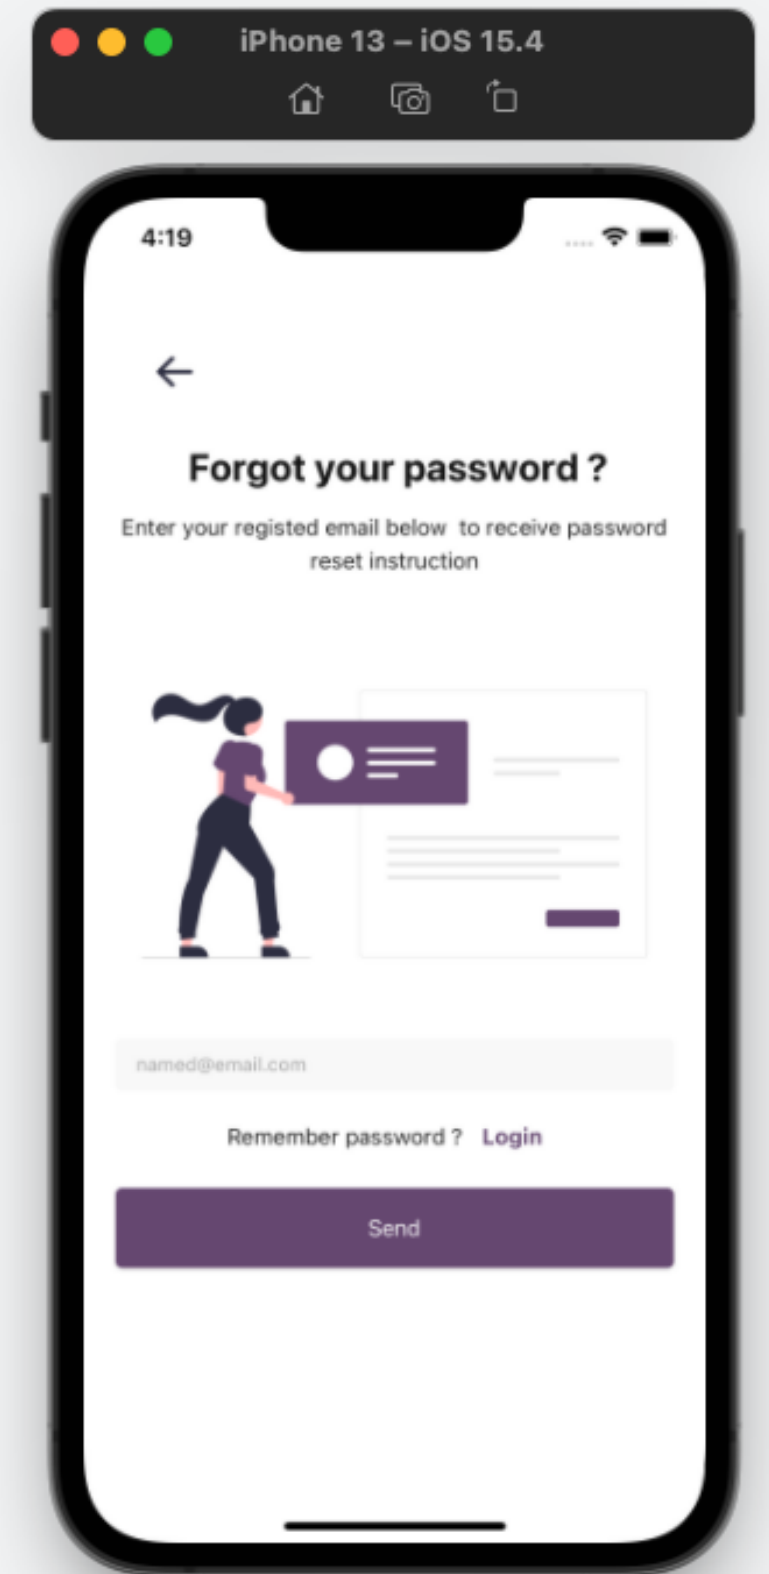 iPhone 13 – iOS 15.4
4:19
Forgot your password ?
Enter your registed email below  to receive password
reset instruction
named@email.com
Remember password ?   Login
Send